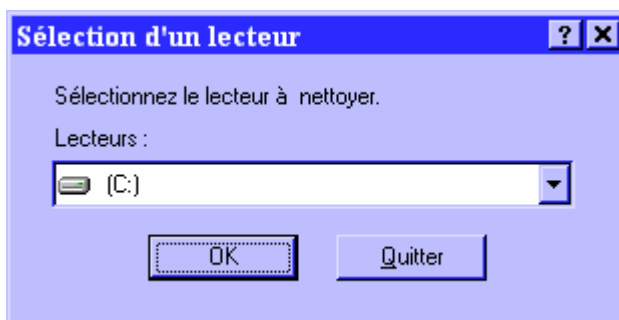 Sélection d'un lecteur
Sélectionnez le lecteur à nettoyer.
Lecteurs :
(C:)
OK
Quitter